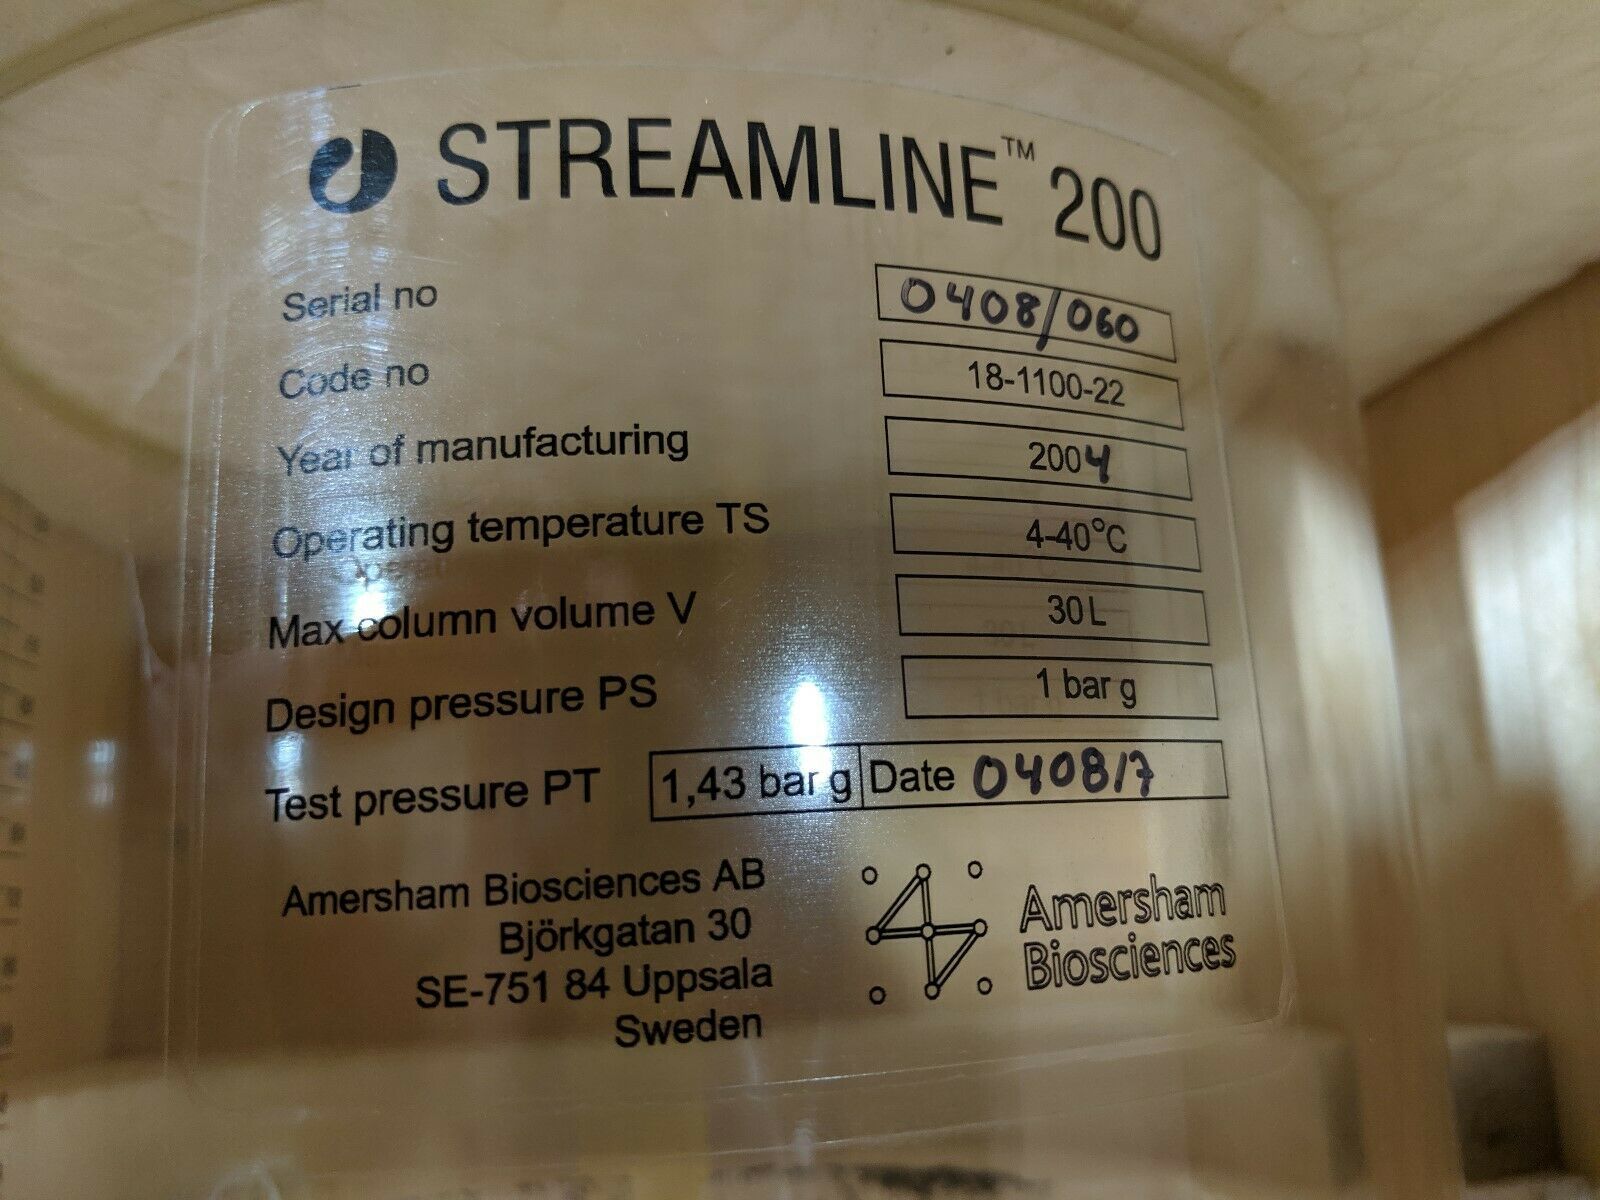 STREAMLINE™ 200
Serial no 0408/060
Code no 18-1100-22
Year of manufacturing 2004
Operating temperature TS 4-40°C
Max column volume V 30 L
Design pressure PS 1 bar g
Test pressure PT 1,43 bar g Date 040817
Amersham Biosciences AB
Björkgatan 30
SE-751 84 Uppsala
Sweden
Amersham
Biosciences